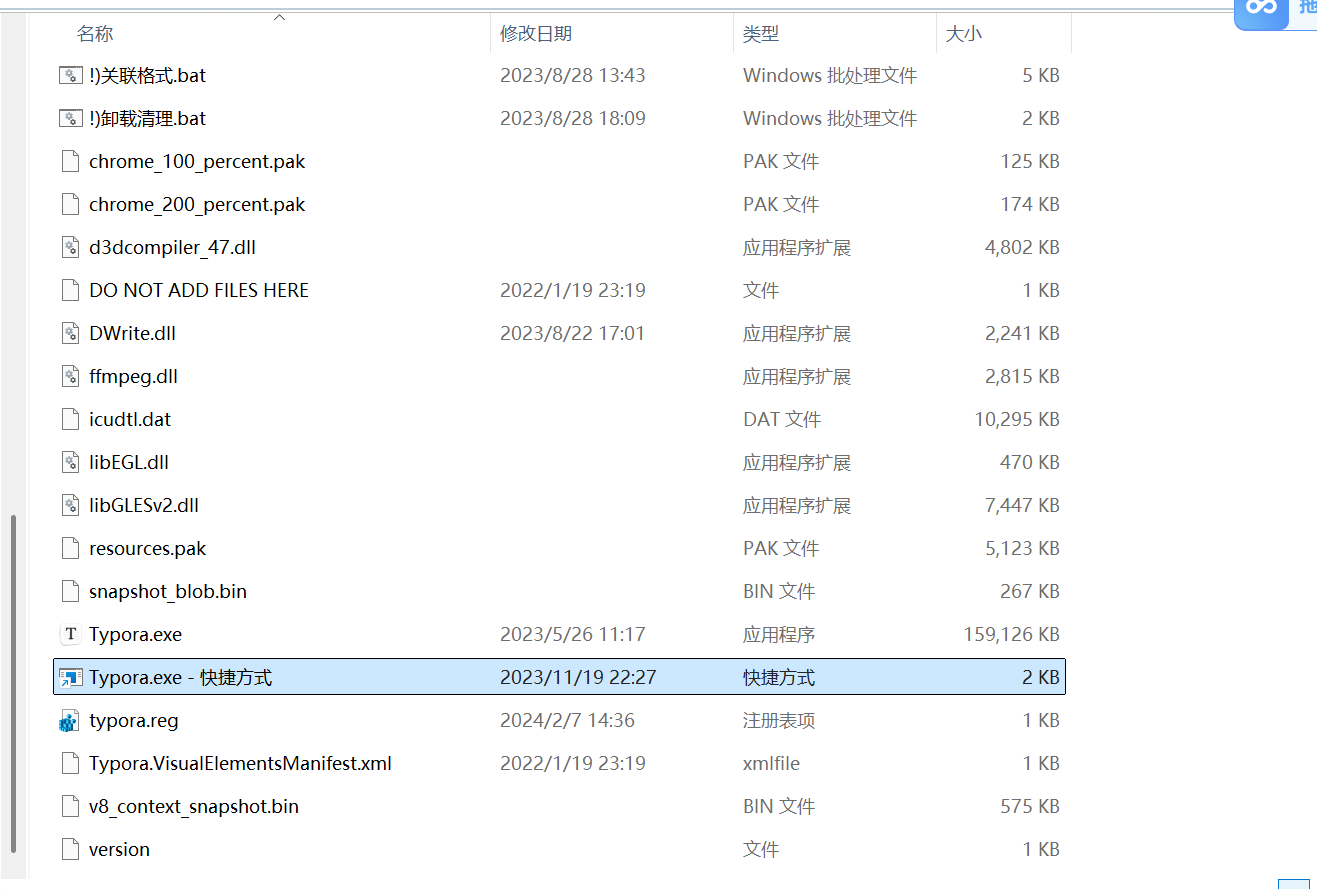 拖
名称 修改日期 类型 大小
!)关联格式.bat 2023/8/28 13:43 Windows 批处理文件 5 KB
!)卸载清理.bat 2023/8/28 18:09 Windows 批处理文件 2 KB
chrome_100_percent.pak PAK 文件 125 KB
chrome_200_percent.pak PAK 文件 174 KB
d3dcompiler_47.dll 应用程序扩展 4,802 KB
DO NOT ADD FILES HERE 2022/1/19 23:19 文件 1 KB
DWrite.dll 2023/8/22 17:01 应用程序扩展 2,241 KB
ffmpeg.dll 应用程序扩展 2,815 KB
icudtl.dat DAT 文件 10,295 KB
libEGL.dll 应用程序扩展 470 KB
libGLESv2.dll 应用程序扩展 7,447 KB
resources.pak PAK 文件 5,123 KB
snapshot_blob.bin BIN 文件 267 KB
T Typora.exe 2023/5/26 11:17 应用程序 159,126 KB
Typora.exe - 快捷方式 2023/11/19 22:27 快捷方式 2 KB
typora.reg 2024/2/7 14:36 注册表项 1 KB
Typora.VisualElementsManifest.xml 2022/1/19 23:19 xmlfile 1 KB
v8_context_snapshot.bin BIN 文件 575 KB
version 文件 1 KB